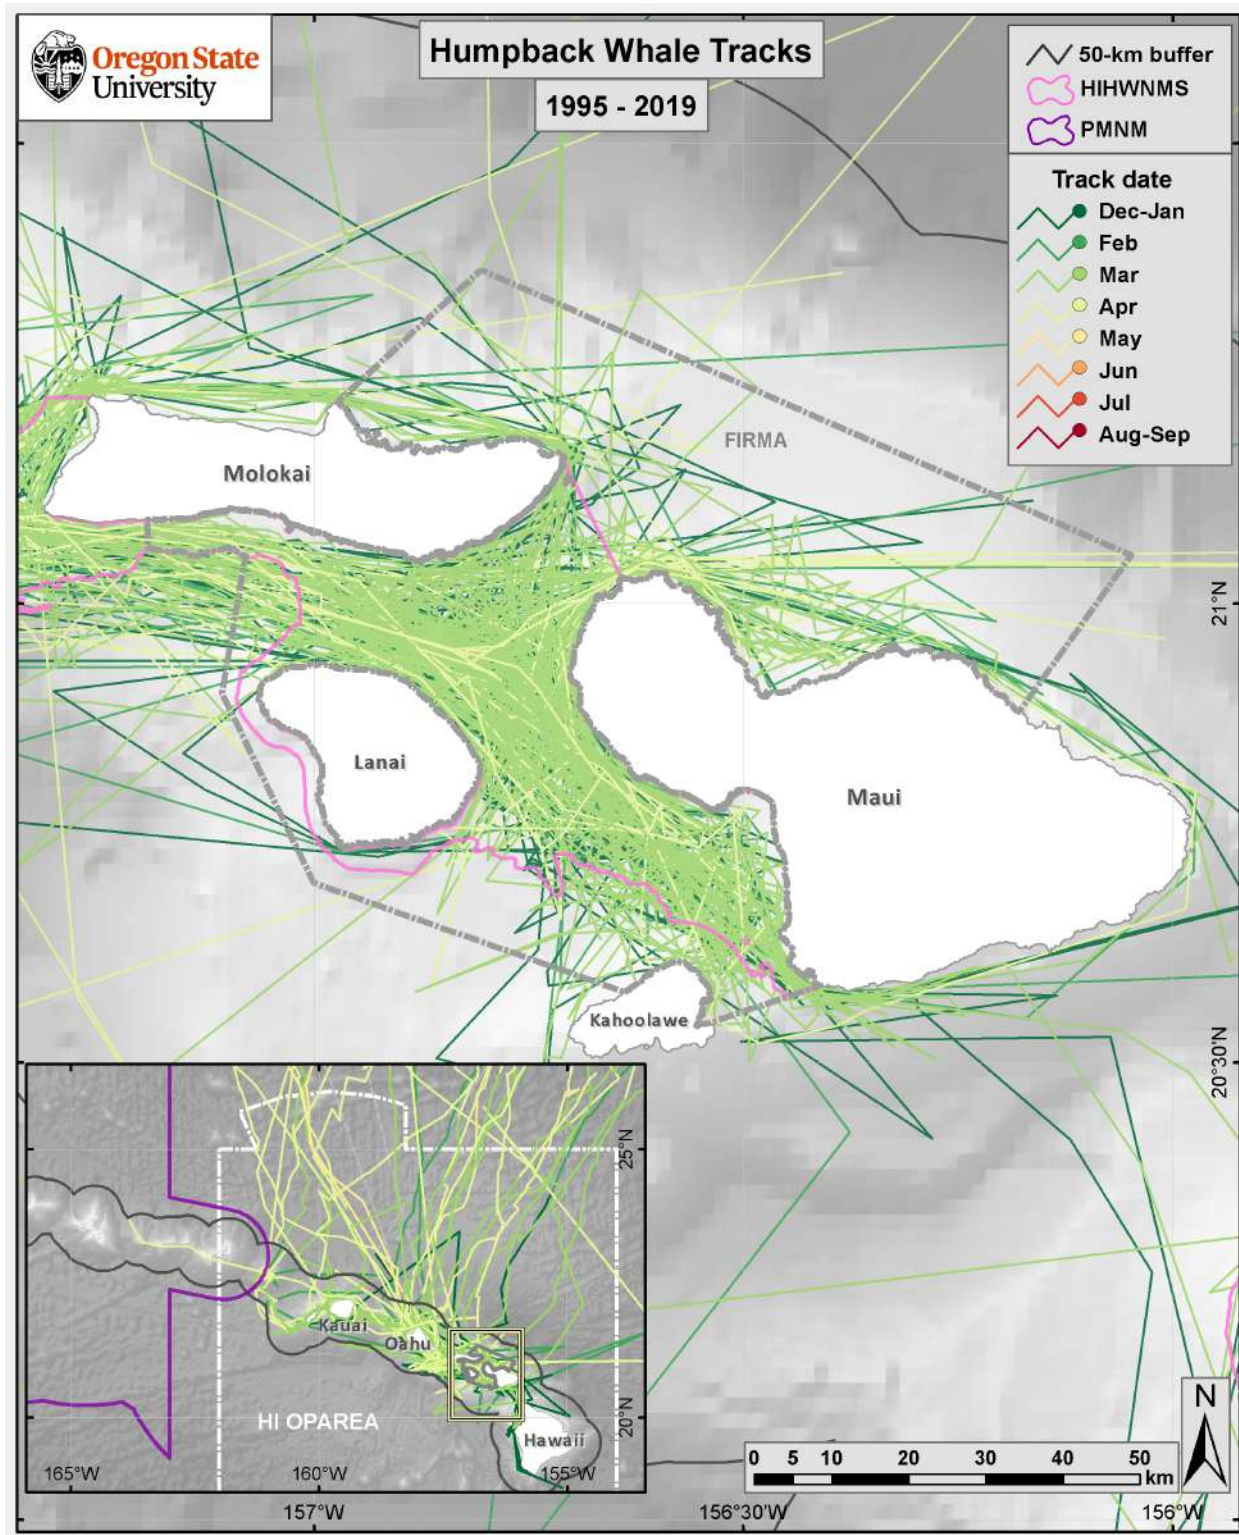 Oregon State
University
Humpback Whale Tracks
1995 - 2019
50-km buffer
HIHWNMS
PMNM
Track date
Dec-Jan
Feb
Mar
Apr
May
Jun
Jul
Aug-Sep
FIRMA
Molokai
21°N
Lanai
Maui
Kahoolawe
20°30'N
25°N
Kauai
Oahu
HI OPAREA
20°N
Hawaii
165°W
160°W
155°W
N
0 5 10 20 30 40 50
km
157°W
156°30'W
156°W